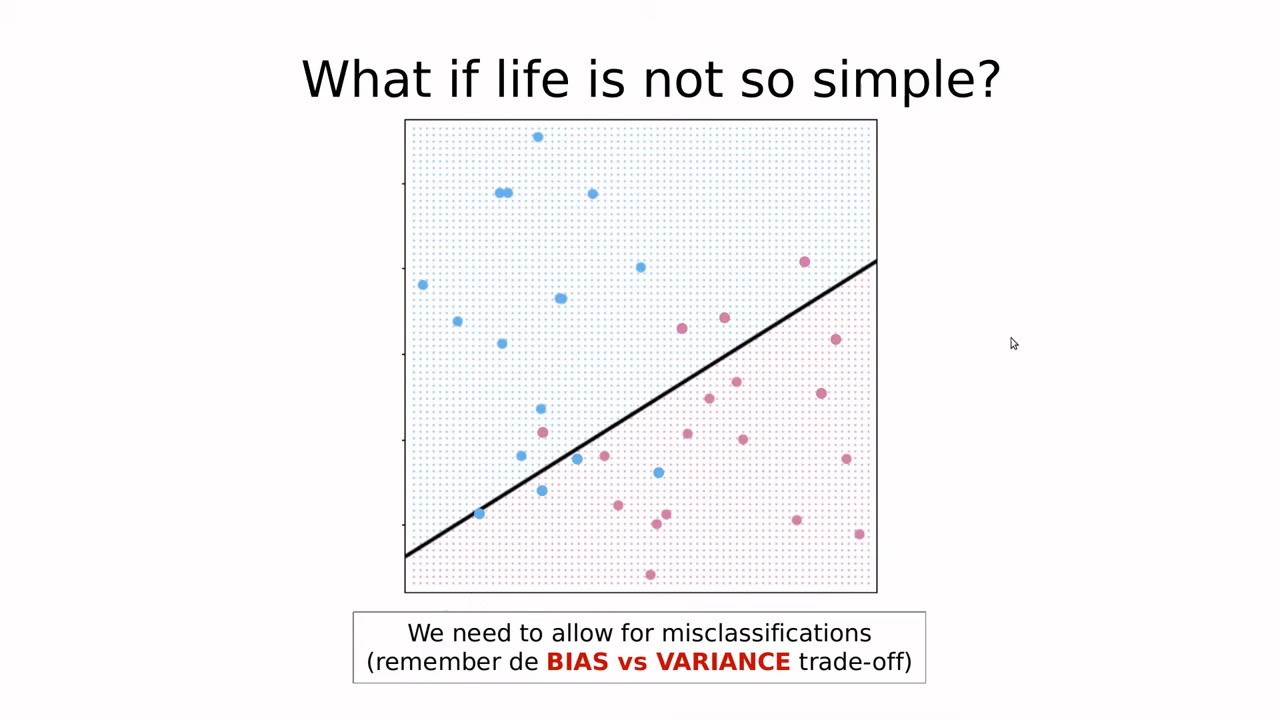 What if life is not so simple?
We need to allow for misclassifications
(remember de BIAS vs VARIANCE trade-off)